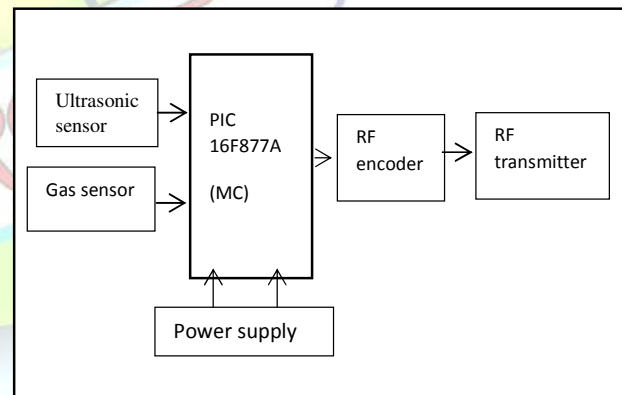 Ultrasonic
sensor
Gas sensor
PIC
16F877A
(MC)
RF
encoder
RF
transmitter
Power supply